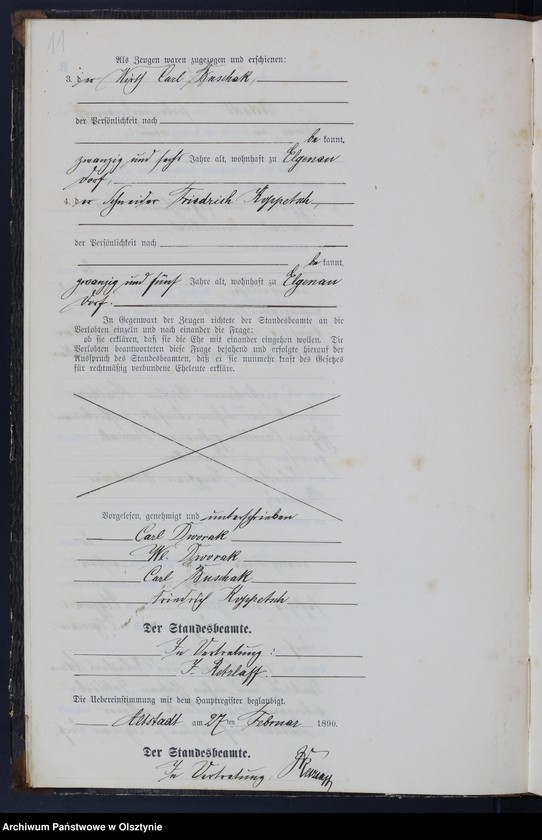 11
Als Zeugen waren zugezogen und erschienen:
3. der Wirth Carl Kuschak,
der Persönlichkeit nach
be kannt,
zwanzig und sechs Jahre alt, wohnhaft zu Elgenau
Dorf,
4. der Schneider Friedrich Koppetsch,
der Persönlichkeit nach
be kannt,
zwanzig und fünf Jahre alt, wohnhaft zu Elgenau
Dorf.
In Gegenwart der Zeugen richtete der Standesbeamte an die
Verlobten einzeln und nach einander die Frage:
ob sie erklären, daß sie die Ehe mit einander eingehen wollen. Die
Verlobten beantworteten diese Frage bejahend und erfolgte hierauf der
Ausspruch des Standesbeamten, daß er sie nunmehr kraft des Gesetzes
für rechtmäßig verbundene Eheleute erkläre.
Vorgelesen, genehmigt und unterschrieben
Carl Dworak
W. Dworak
Carl Kuschak
Friedrich Koppetsch
Der Standesbeamte.
In Vertretung:
F. Retzlaff.
Die Uebereinstimmung mit dem Hauptregister beglaubigt.
Altstadt am 27ten Februar 1890.
Der Standesbeamte.
In Vertretung
Archiwum Państwowe w Olsztynie